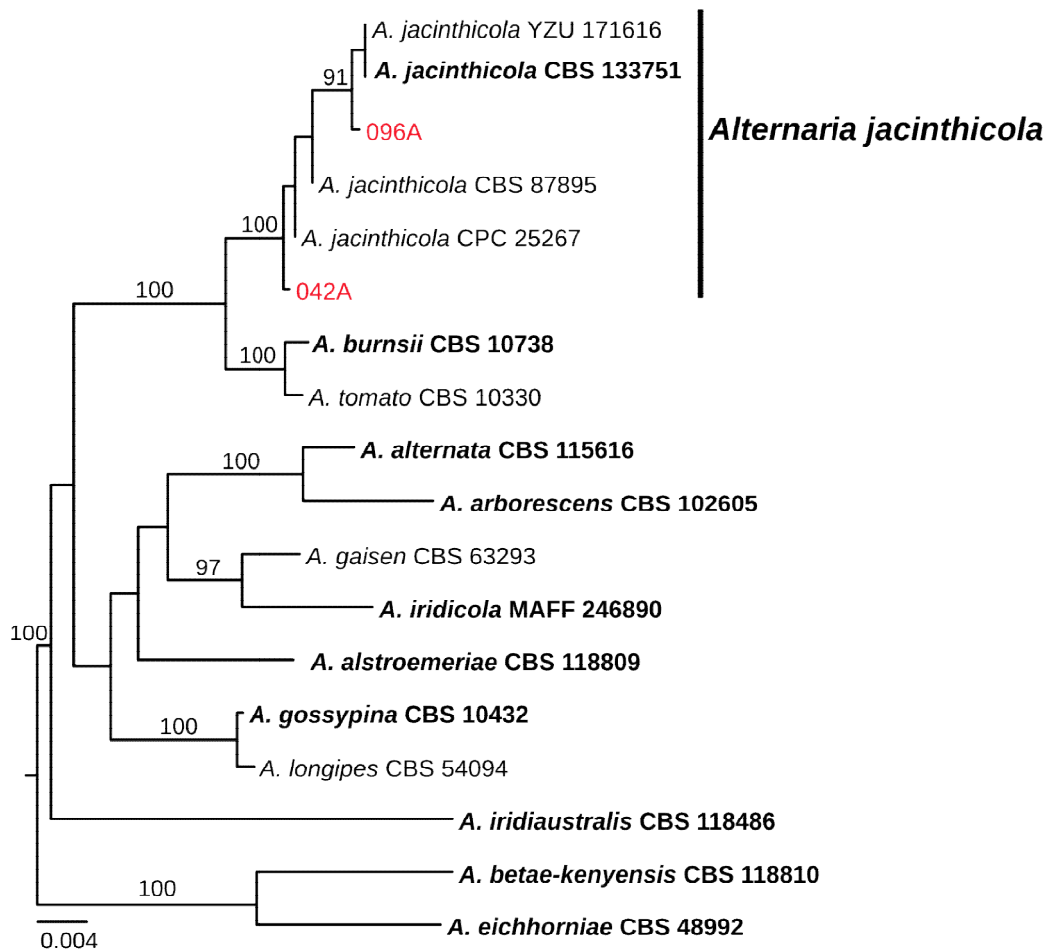 A. jacinthicola YZU 171616
A. jacinthicola CBS 133751
91
096A
Alternaria jacinthicola
A. jacinthicola CBS 87895
100
A. jacinthicola CPC 25267
100
042A
A. burnsii CBS 10738
100
A. tomato CBS 10330
A. alternata CBS 115616
100
A. arborescens CBS 102605
A. gaisen CBS 63293
97
A. iridicola MAFF 246890
100
A. alstroemeriae CBS 118809
A. gossypina CBS 10432
100
A. longipes CBS 54094
A. iridiaustralis CBS 118486
A. betae-kenyensis CBS 118810
100
A. eichhorniae CBS 48992
0.004